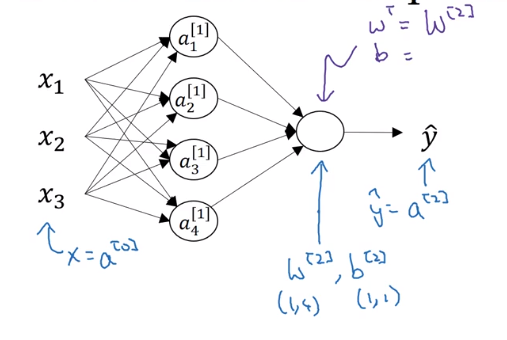 wᵀ = W^[2]
b =
a₁^[1]
x₁
a₂^[1]
x₂
ŷ
a₃^[1]
x₃
ŷ = a^[2]
a₄^[1]
x = a^[0]
W^[2], b^[2]
(1,4) (1,1)